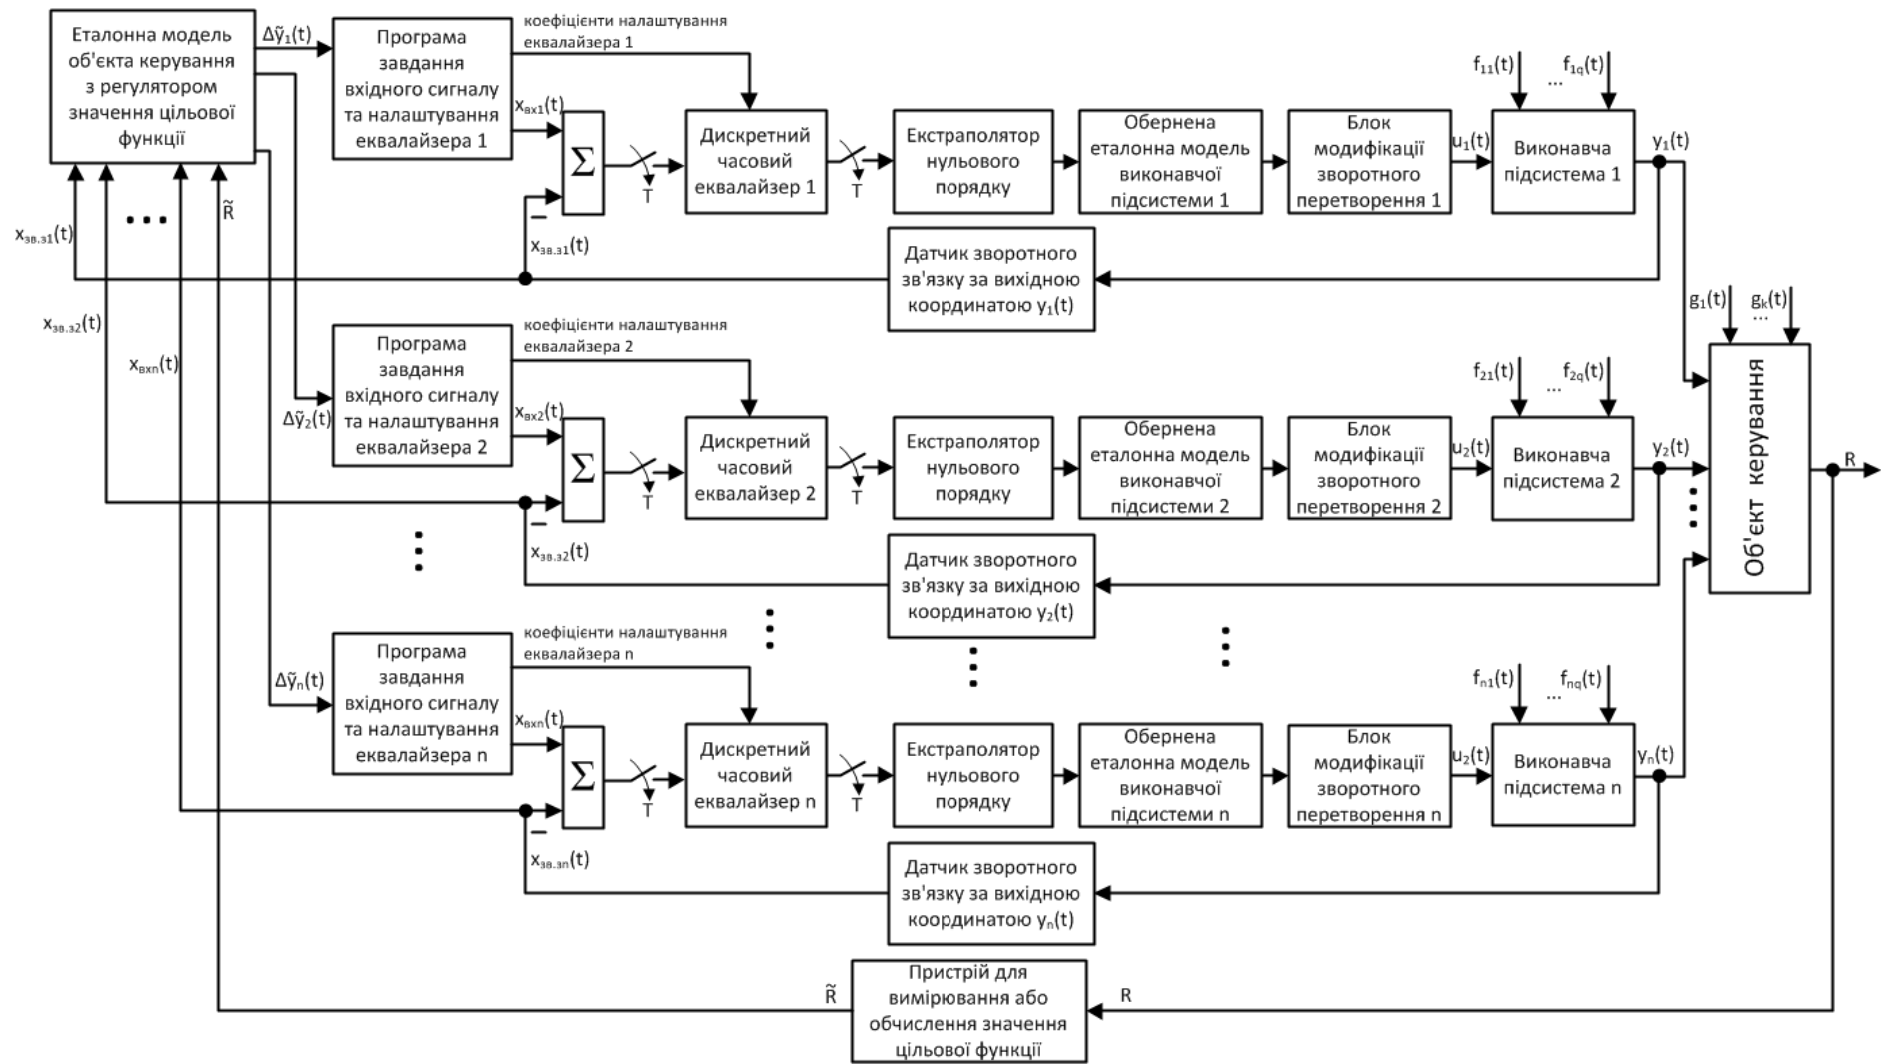 Еталонна модель
об'єкта керування
з регулятором
значення цільової
функції
Δỹ₁(t)
Програма
завдання
вхідного сигналу
та налаштування
еквалайзера 1
коефіцієнти налаштування
еквалайзера 1
xвх1(t)
Σ
T
Дискретний
часовий
еквалайзер 1
T
Екстраполятор
нульового
порядку
Обернена
еталонна модель
виконавчої
підсистеми 1
Блок
модифікації
зворотного
перетворення 1
u₁(t)
f₁₁(t)
...
f1q(t)
Виконавча
підсистема 1
y₁(t)
R̃
xзв.з1(t)
xзв.з1(t)
Датчик зворотного
зв'язку за вихідною
координатою y₁(t)
xзв.з2(t)
xвхn(t)
Δỹ₂(t)
Програма
завдання
вхідного сигналу
та налаштування
еквалайзера 2
коефіцієнти налаштування
еквалайзера 2
xвх2(t)
Σ
T
Дискретний
часовий
еквалайзер 2
T
Екстраполятор
нульового
порядку
Обернена
еталонна модель
виконавчої
підсистеми 2
Блок
модифікації
зворотного
перетворення 2
u₂(t)
f₂₁(t)
...
f2q(t)
Виконавча
підсистема 2
y₂(t)
g₁(t)
...
gk(t)
Об'єкт керування
R
xзв.з2(t)
Датчик зворотного
зв'язку за вихідною
координатою y₂(t)
Δỹn(t)
Програма
завдання
вхідного сигналу
та налаштування
еквалайзера n
коефіцієнти налаштування
еквалайзера n
xвхn(t)
Σ
T
Дискретний
часовий
еквалайзер n
T
Екстраполятор
нульового
порядку
Обернена
еталонна модель
виконавчої
підсистеми n
Блок
модифікації
зворотного
перетворення n
u₂(t)
fn1(t)
...
fnq(t)
Виконавча
підсистема n
yn(t)
xзв.зn(t)
Датчик зворотного
зв'язку за вихідною
координатою yn(t)
R̃
Пристрій для
вимірювання або
обчислення значення
цільової функції
R